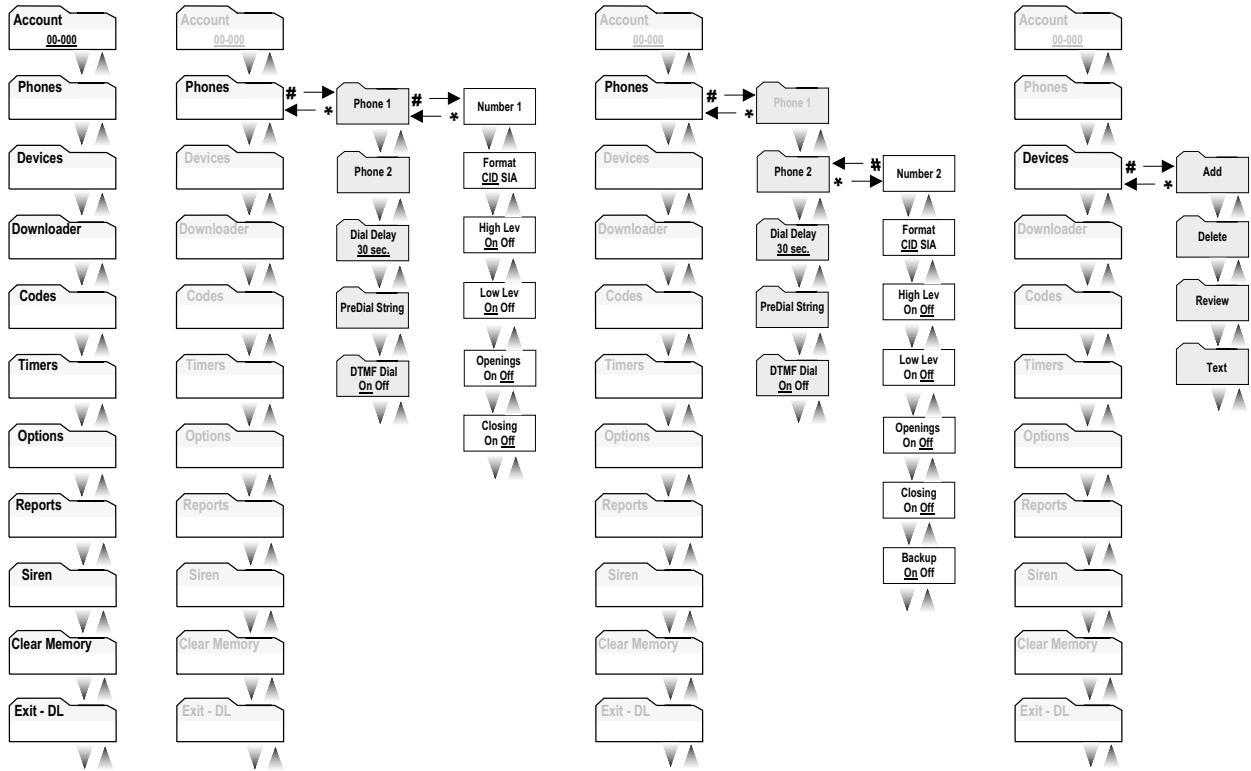 Account
00-000
Phones
Devices
Downloader
Codes
Timers
Options
Reports
Siren
Clear Memory
Exit - DL
Account
00-000
Phones
Devices
Downloader
Codes
Timers
Options
Reports
Siren
Clear Memory
Exit - DL
#
*
Phone 1
Phone 2
Dial Delay
30 sec.
PreDial String
DTMF Dial
On Off
#
*
Number 1
Format
CID SIA
High Lev
On Off
Low Lev
On Off
Openings
On Off
Closing
On Off
Account
00-000
Phones
Devices
Downloader
Codes
Timers
Options
Reports
Siren
Clear Memory
Exit - DL
#
*
Phone 1
Phone 2
Dial Delay
30 sec.
PreDial String
DTMF Dial
On Off
#
*
Number 2
Format
CID SIA
High Lev
On Off
Low Lev
On Off
Openings
On Off
Closing
On Off
Backup
On Off
Account
00-000
Phones
Devices
Downloader
Codes
Timers
Options
Reports
Siren
Clear Memory
Exit - DL
#
*
Add
Delete
Review
Text